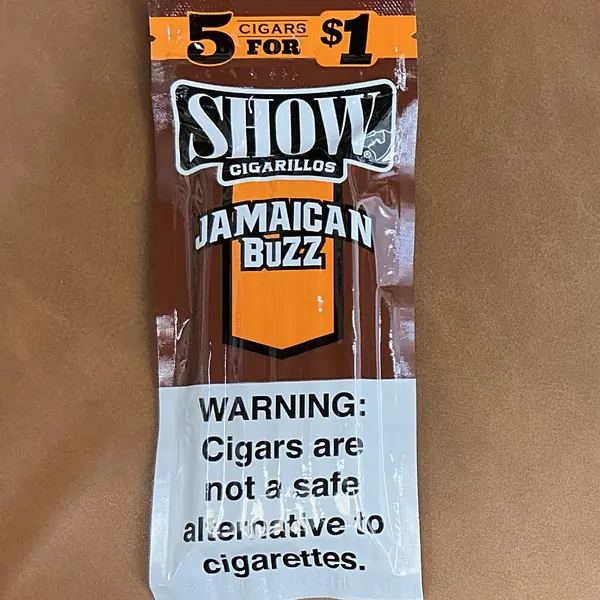 5 CIGARS FOR $1
SHOW
CIGARILLOS
JAMAICAN
BUZZ
WARNING:
Cigars are
not a safe
alternative to
cigarettes.